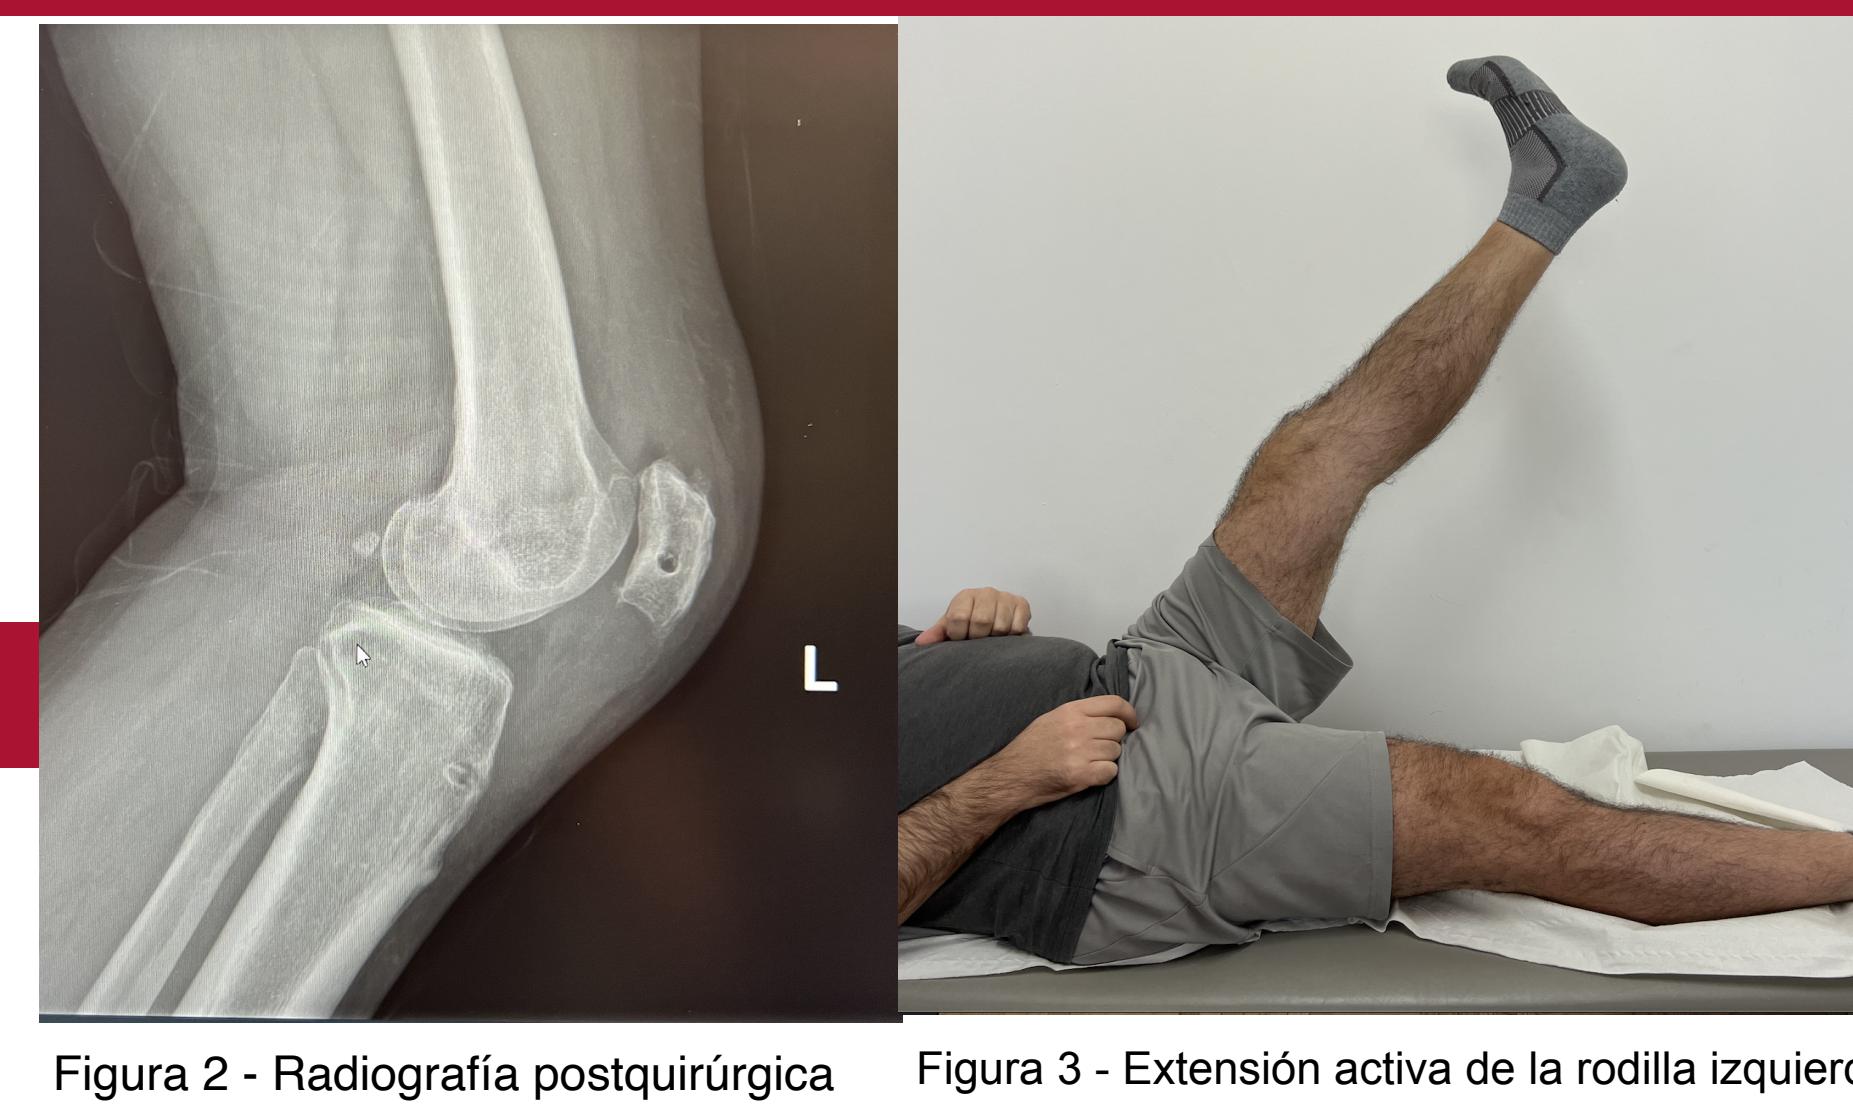 L
Figura 2 - Radiografía postquirúrgica
Figura 3 - Extensión activa de la rodilla